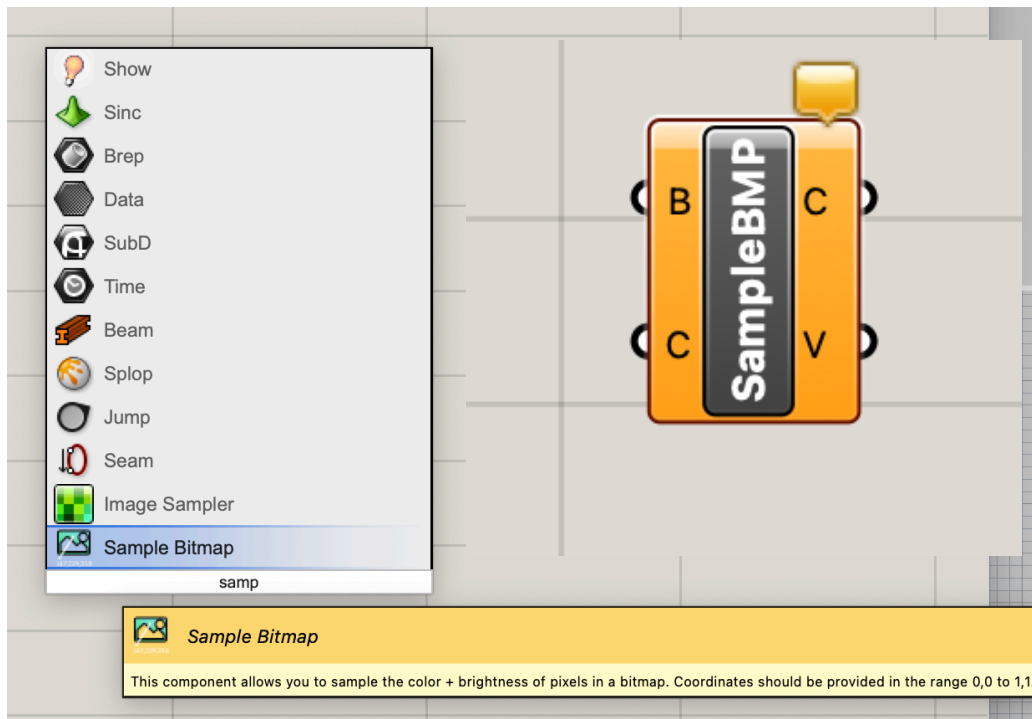 Show
Sinc
Brep
Data
SubD
Time
Beam
Splop
Jump
Seam
Image Sampler
Sample Bitmap
samp
B
C
SampleBMP
C
V
Sample Bitmap
This component allows you to sample the color + brightness of pixels in a bitmap. Coordinates should be provided in the range 0,0 to 1,1.